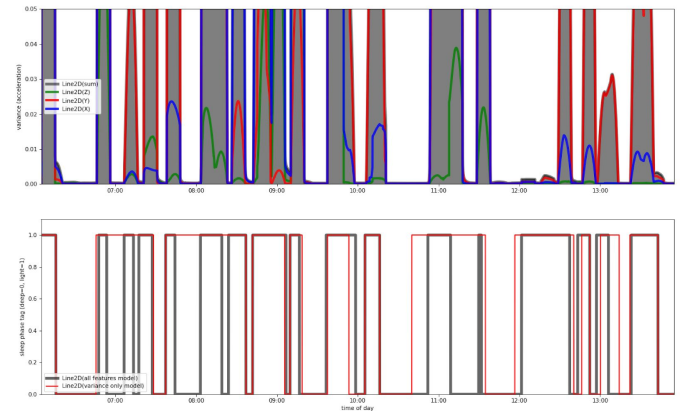 0.05
0.04
0.03
0.02
0.01
0.00
variance (acceleration)
Line2D(sum)
Line2D(Z)
Line2D(Y)
Line2D(X)
07:00 08:00 09:00 10:00 11:00 12:00 13:00
1.0
0.8
0.6
0.4
0.2
0.0
sleep phase tag (deep=0, light=1)
Line2D(all features model)
Line2D(variance only model)
07:00 08:00 09:00 10:00 11:00 12:00 13:00
time of day